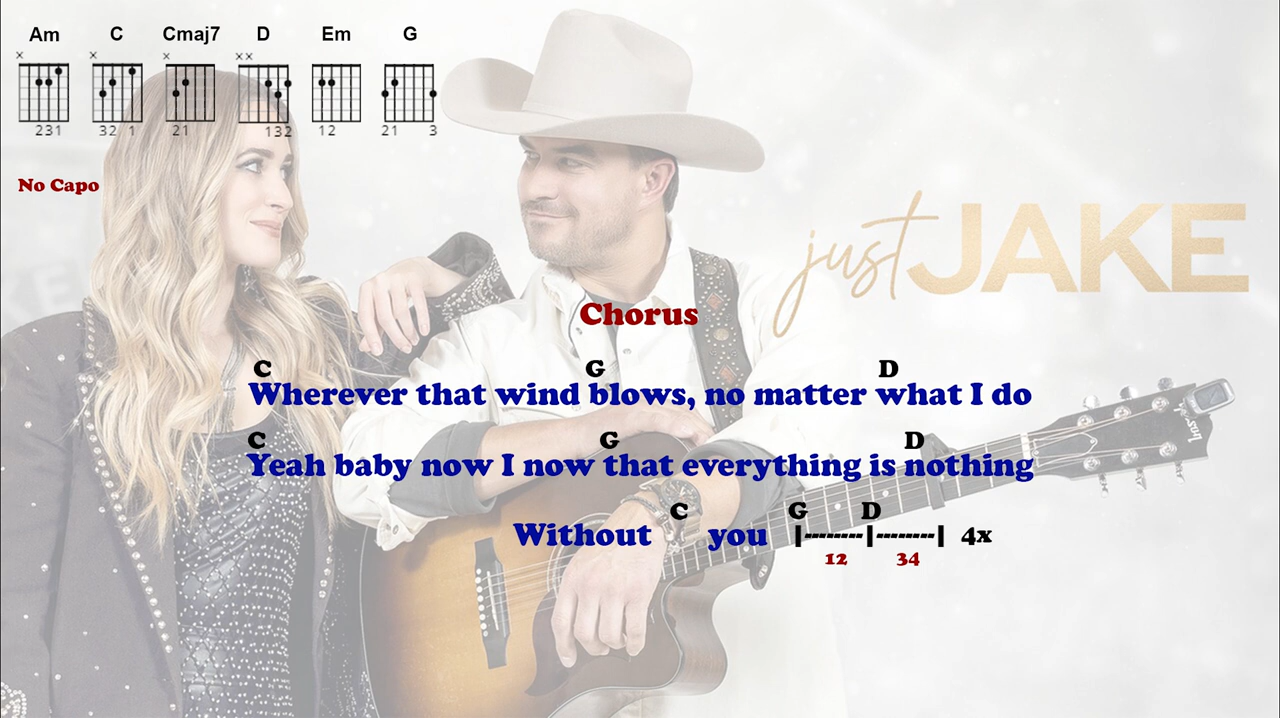 Am C Cmaj7 D Em G
× × × ××
231 32 1 21 132 12 21 3
No Capo
just JAKE
Chorus
C G D
Wherever that wind blows, no matter what I do
C G D
Yeah baby now I now that everything is nothing
C G D
Without you |--------|--------| 4x
12 34